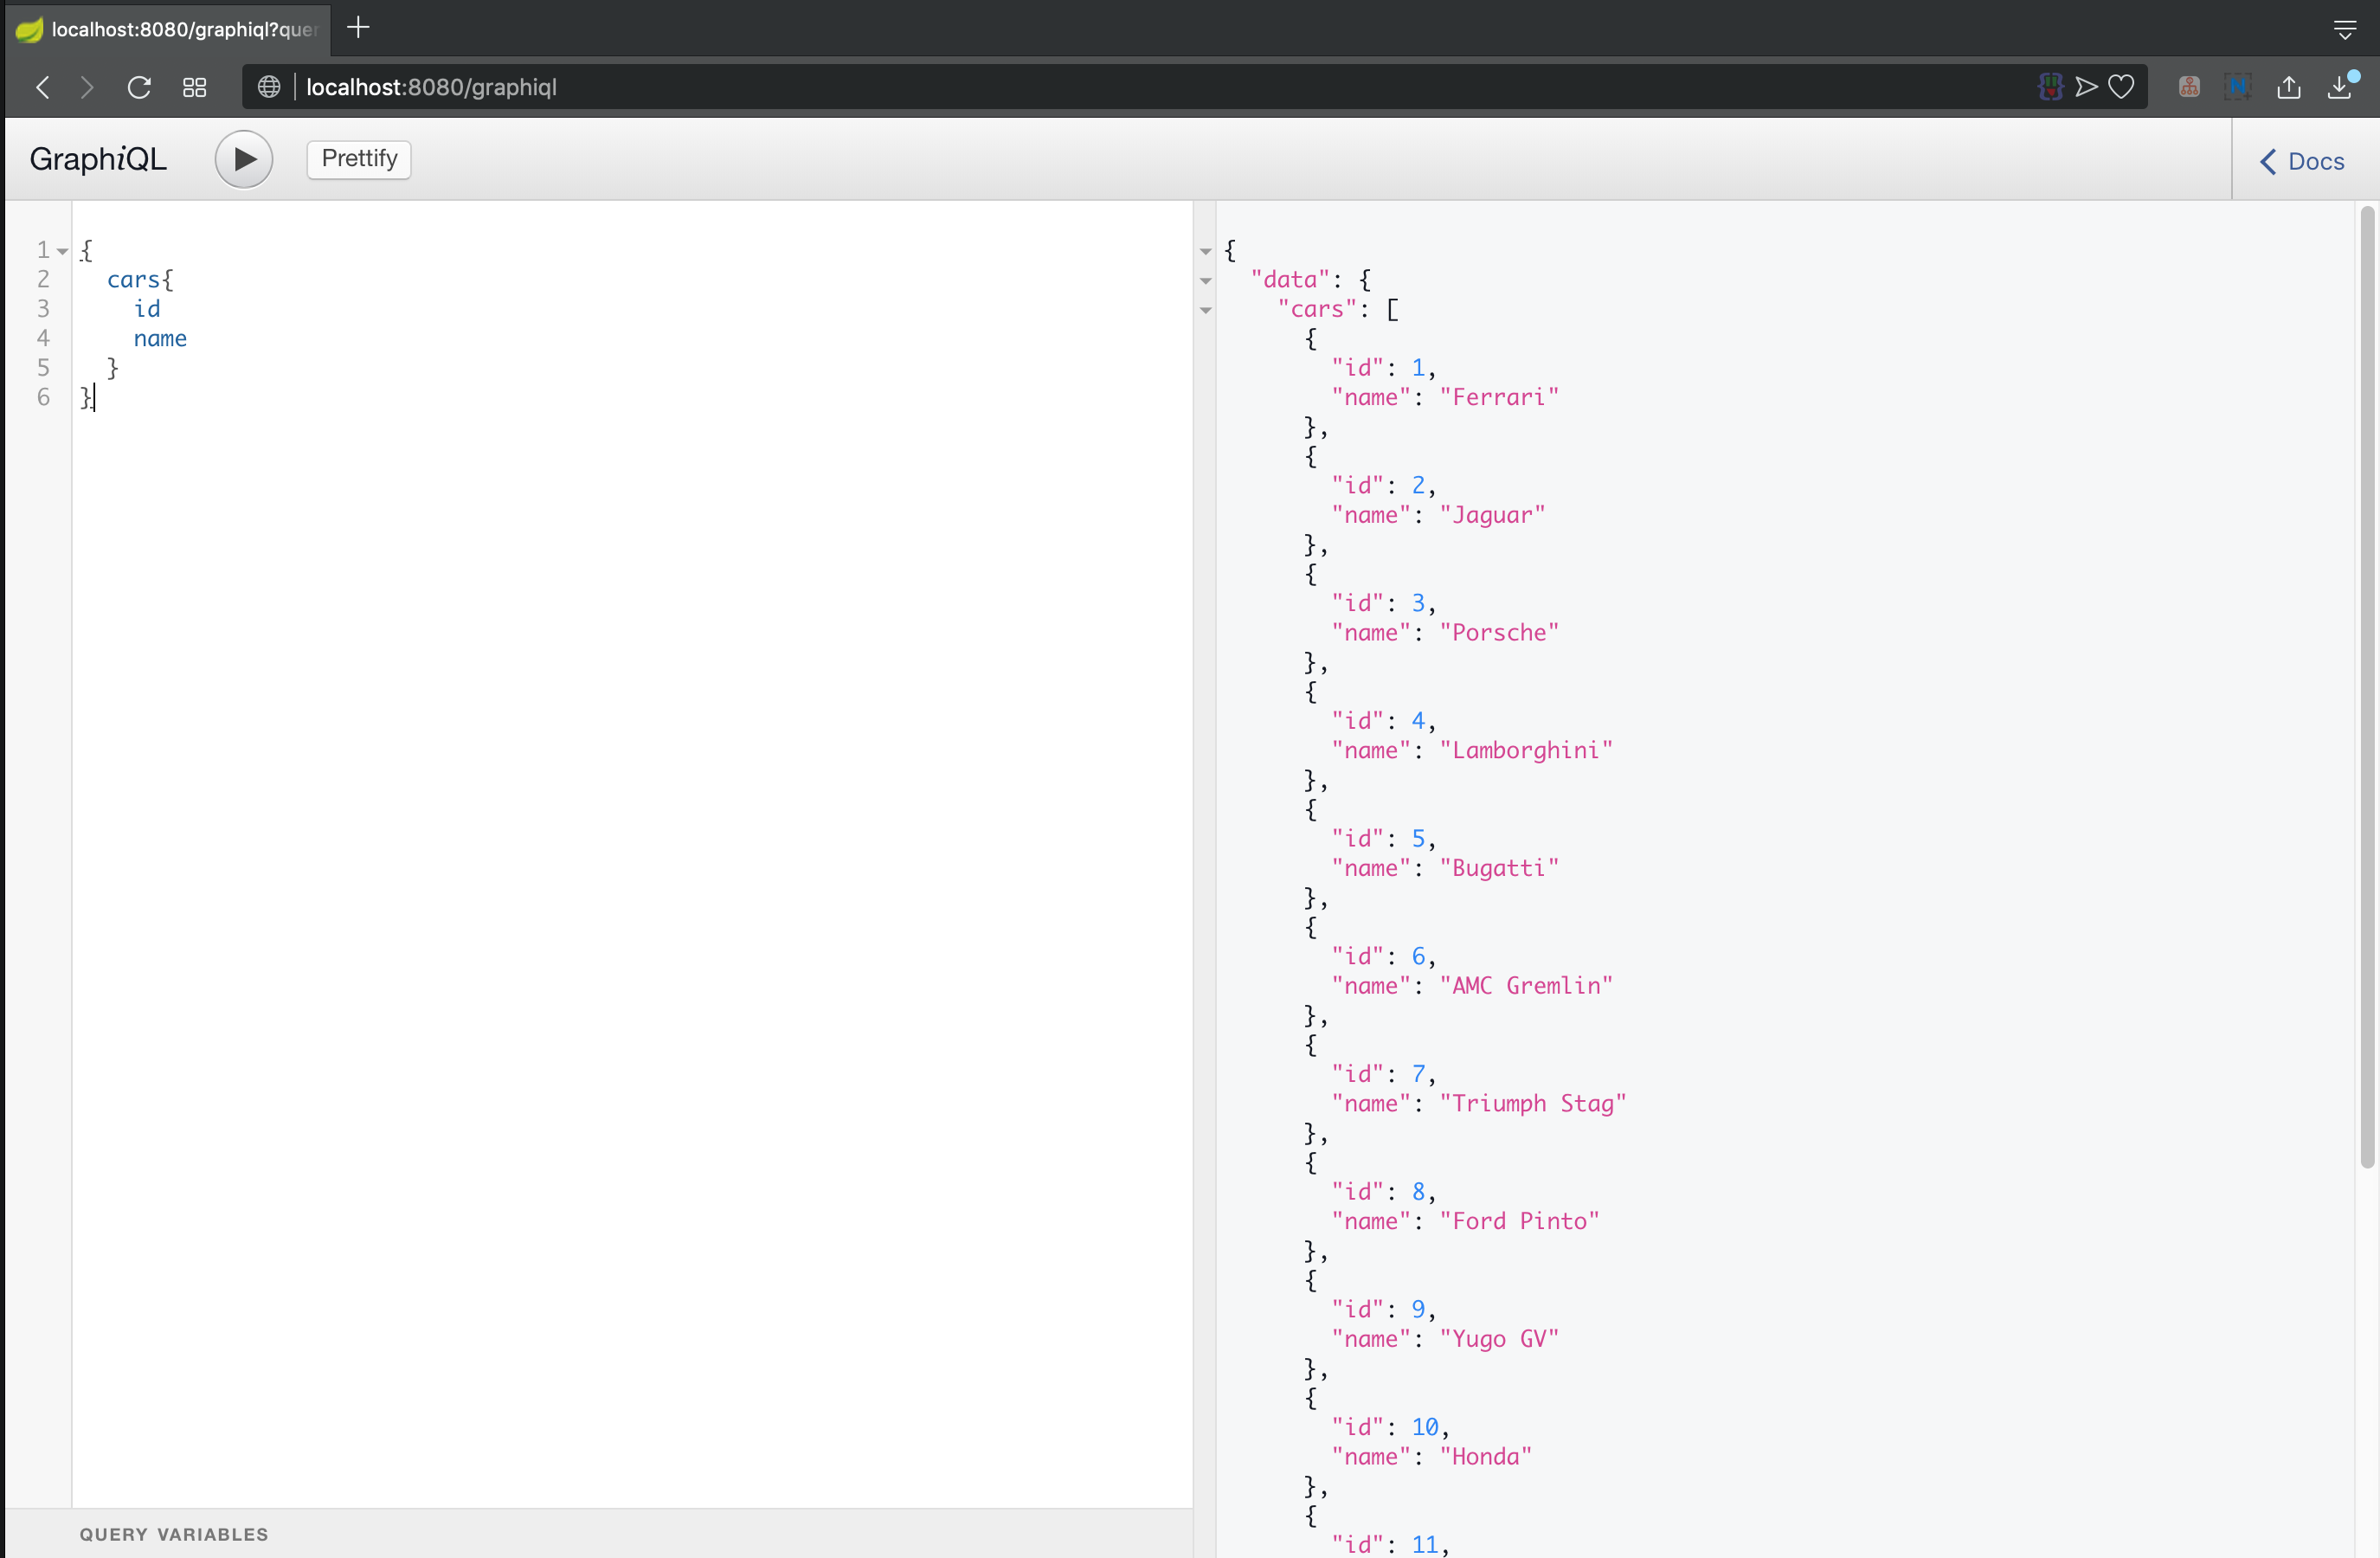 localhost:8080/graphiql?quer
localhost:8080/graphiql
GraphiQL
Prettify
Docs
1 {
2   cars{
3     id
4     name
5   }
6 }
{
  "data": {
    "cars": [
      {
        "id": 1,
        "name": "Ferrari"
      },
      {
        "id": 2,
        "name": "Jaguar"
      },
      {
        "id": 3,
        "name": "Porsche"
      },
      {
        "id": 4,
        "name": "Lamborghini"
      },
      {
        "id": 5,
        "name": "Bugatti"
      },
      {
        "id": 6,
        "name": "AMC Gremlin"
      },
      {
        "id": 7,
        "name": "Triumph Stag"
      },
      {
        "id": 8,
        "name": "Ford Pinto"
      },
      {
        "id": 9,
        "name": "Yugo GV"
      },
      {
        "id": 10,
        "name": "Honda"
      },
      {
        "id": 11,
QUERY VARIABLES